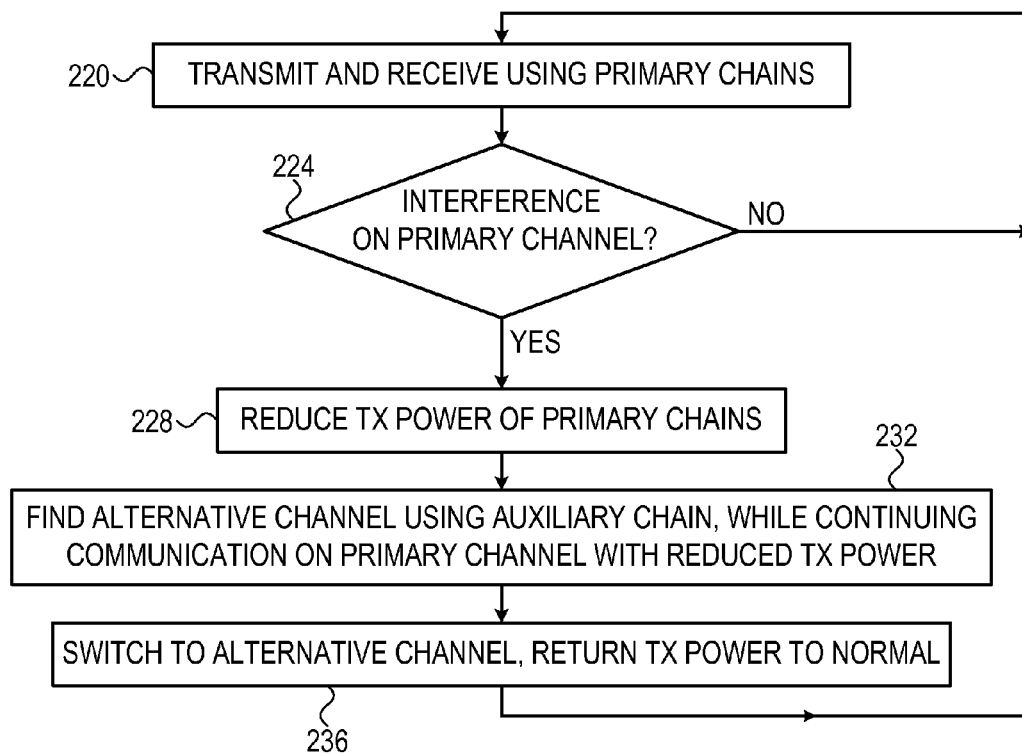 220
TRANSMIT AND RECEIVE USING PRIMARY CHAINS
224
INTERFERENCE
ON PRIMARY CHANNEL?
NO
YES
228
REDUCE TX POWER OF PRIMARY CHAINS
232
FIND ALTERNATIVE CHANNEL USING AUXILIARY CHAIN, WHILE CONTINUING
COMMUNICATION ON PRIMARY CHANNEL WITH REDUCED TX POWER
SWITCH TO ALTERNATIVE CHANNEL, RETURN TX POWER TO NORMAL
236